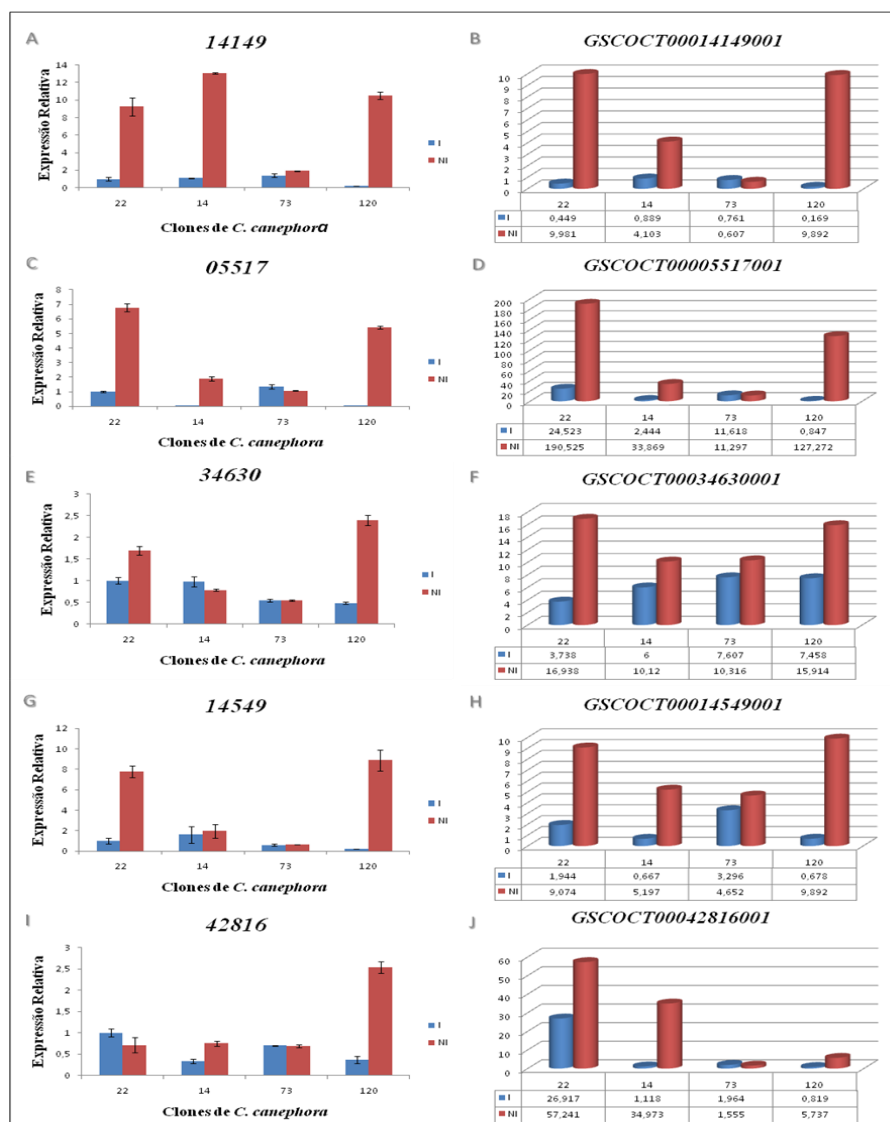 A
14149
Expressão Relativa
14
12
10
8
6
4
2
0
22 14 73 120
Clones de C. canephora
I
NI
B
GSCOCT00014149001
10
9
8
7
6
5
4
3
2
1
0
22 14 73 120
I 0,449 0,889 0,761 0,169
NI 9,981 4,103 0,607 9,892
C
05517
Expressão Relativa
8
7
6
5
4
3
2
1
0
22 14 73 120
Clones de C. canephora
I
NI
D
GSCOCT00005517001
200
180
160
140
120
100
80
60
40
20
0
22 14 73 120
I 24,523 2,444 11,618 0,847
NI 190,525 33,869 11,297 127,272
E
34630
Expressão Relativa
3
2,5
2
1,5
1
0,5
0
22 14 73 120
Clones de C. canephora
I
NI
F
GSCOCT00034630001
18
16
14
12
10
8
6
4
2
0
22 14 73 120
I 3,738 6 7,607 7,458
NI 16,938 10,12 10,316 15,914
G
14549
Expressão Relativa
12
10
8
6
4
2
0
22 14 73 120
Clones de C. canephora
I
NI
H
GSCOCT00014549001
10
9
8
7
6
5
4
3
2
1
0
22 14 73 120
I 1,944 0,667 3,296 0,678
NI 9,074 5,197 4,652 9,892
I
42816
Expressão Relativa
3
2,5
2
1,5
1
0,5
0
22 14 73 120
Clones de C. canephora
I
NI
J
GSCOCT00042816001
60
50
40
30
20
10
0
22 14 73 120
I 26,917 1,118 1,964 0,819
NI 57,241 34,973 1,555 5,737